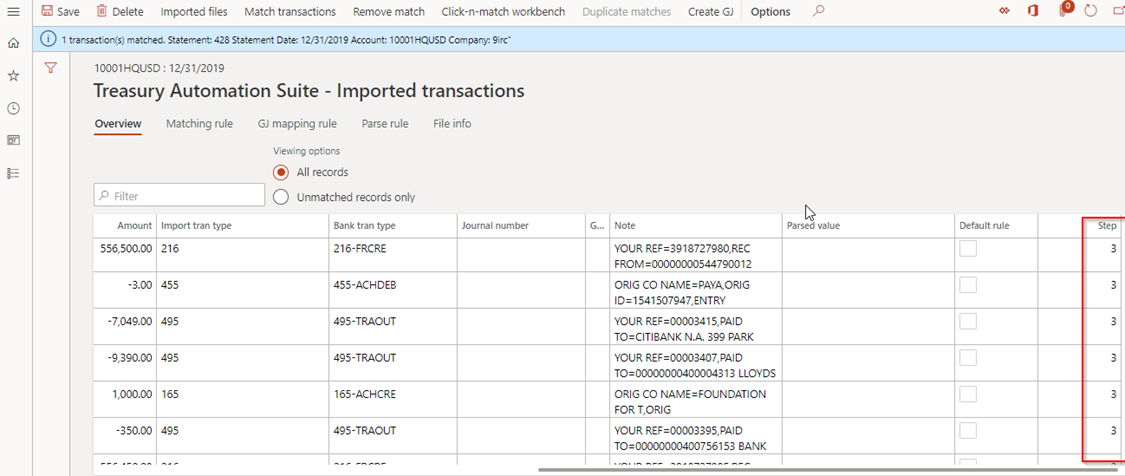 Save Delete Imported files Match transactions Remove match Click-n-match workbench Duplicate matches Create GJ Options 0
1 transaction(s) matched. Statement: 428 Statement Date: 12/31/2019 Account: 10001HQUSD Company: 9irc"
10001HQUSD : 12/31/2019
Treasury Automation Suite - Imported transactions
Overview Matching rule GJ mapping rule Parse rule File info
Viewing options
All records
Filter
Unmatched records only
Amount Import tran type Bank tran type Journal number G... Note Parsed value Default rule Step
556,500.00 216 216-FRCRE YOUR REF=3918727980,REC 3
FROM=00000000544790012
-3.00 455 455-ACHDEB ORIG CO NAME=PAYA,ORIG 3
ID=1541507947,ENTRY
-7,049.00 495 495-TRAOUT YOUR REF=00003415,PAID 3
TO=CITIBANK N.A. 399 PARK
-9,390.00 495 495-TRAOUT YOUR REF=00003407,PAID 3
TO=00000000400004313 LLOYDS
1,000.00 165 165-ACHCRE ORIG CO NAME=FOUNDATION 3
FOR T,ORIG
-350.00 495 495-TRAOUT YOUR REF=00003395,PAID 3
TO=00000000400756153 BANK